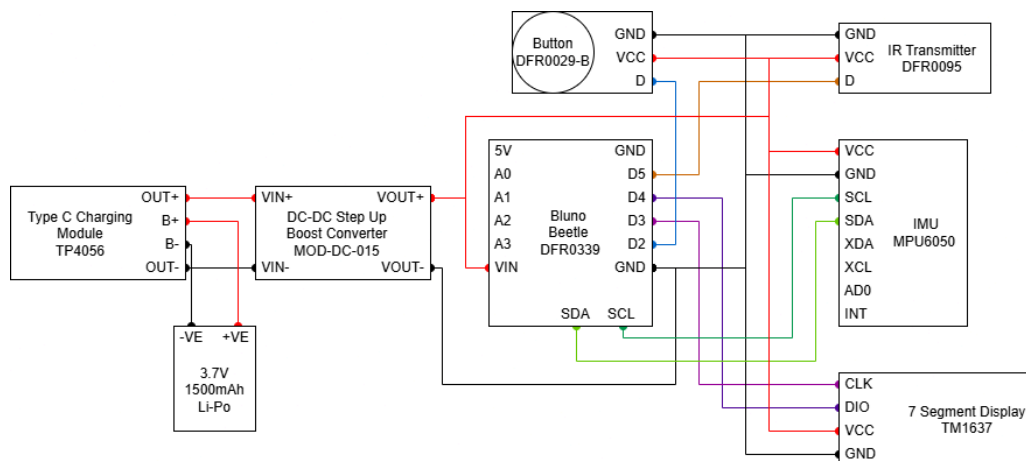 Button
DFR0029-B
GND
VCC
D
GND
VCC
D
IR Transmitter
DFR0095
5V
A0
A1
A2
A3
VIN
Bluno
Beetle
DFR0339
GND
D5
D4
D3
D2
GND
SDA
SCL
VCC
GND
SCL
SDA
XDA
XCL
AD0
INT
IMU
MPU6050
Type C Charging
Module
TP4056
OUT+
B+
B-
OUT-
VIN+
VIN-
DC-DC Step Up
Boost Converter
MOD-DC-015
VOUT+
VOUT-
-VE
+VE
3.7V
1500mAh
Li-Po
CLK
DIO
VCC
GND
7 Segment Display
TM1637